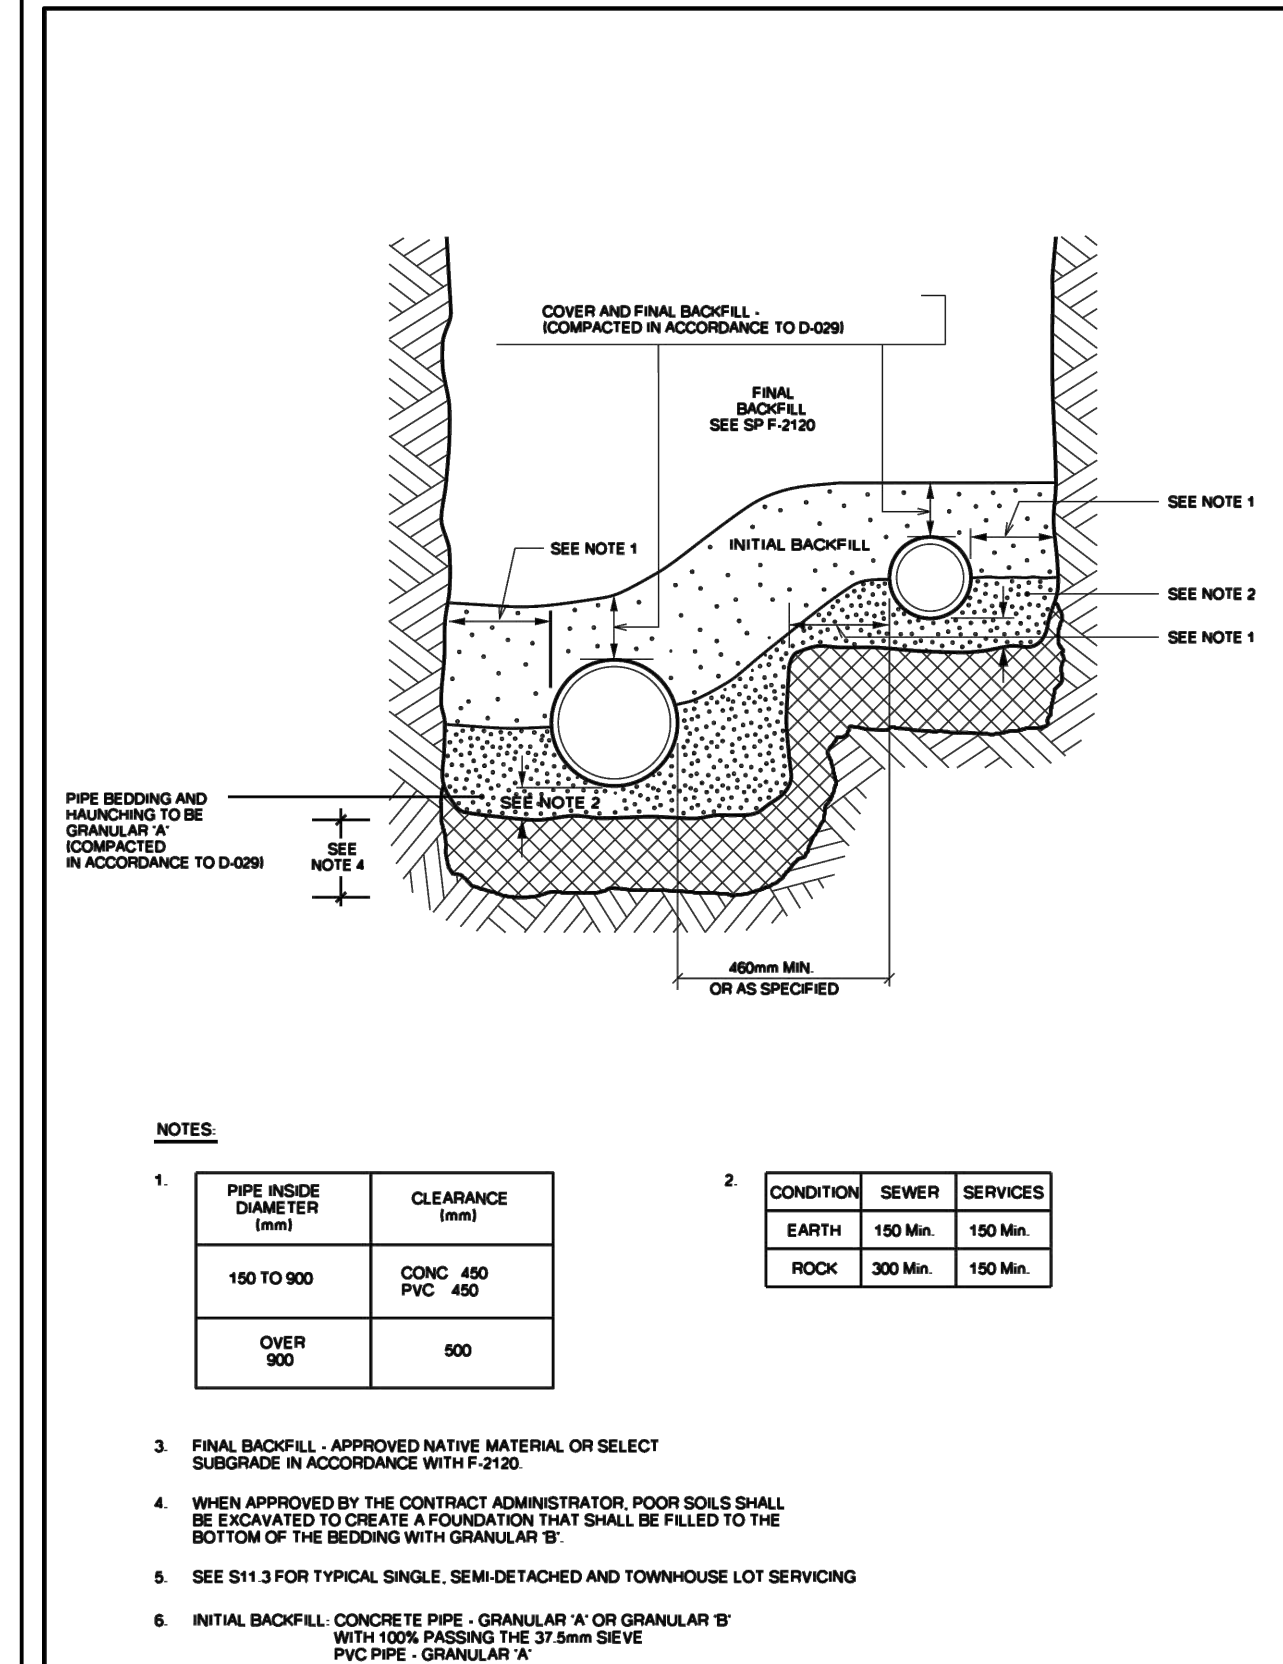 COVER AND FINAL BACKFILL -
(COMPACTED IN ACCORDANCE TO D-029)
FINAL
BACKFILL
SEE SP F-2120
SEE NOTE 1
INITIAL BACKFILL
SEE NOTE 1
SEE NOTE 2
SEE NOTE 1
PIPE BEDDING AND
HAUNCHING TO BE
GRANULAR 'A'
(COMPACTED
IN ACCORDANCE TO D-029)
SEE NOTE 2
SEE
NOTE 4
460mm MIN.
OR AS SPECIFIED
NOTES:
1.
PIPE INSIDE
DIAMETER
(mm)
CLEARANCE
(mm)
150 TO 900
CONC 450
PVC 450
OVER
900
500
2.
CONDITION SEWER SERVICES
EARTH 150 Min. 150 Min.
ROCK 300 Min. 150 Min.
3. FINAL BACKFILL - APPROVED NATIVE MATERIAL OR SELECT
SUBGRADE IN ACCORDANCE WITH F-2120.
4. WHEN APPROVED BY THE CONTRACT ADMINISTRATOR, POOR SOILS SHALL
BE EXCAVATED TO CREATE A FOUNDATION THAT SHALL BE FILLED TO THE
BOTTOM OF THE BEDDING WITH GRANULAR 'B'.
5. SEE S11.3 FOR TYPICAL SINGLE, SEMI-DETACHED AND TOWNHOUSE LOT SERVICING
6. INITIAL BACKFILL: CONCRETE PIPE - GRANULAR 'A' OR GRANULAR 'B'
WITH 100% PASSING THE 37.5mm SIEVE
PVC PIPE - GRANULAR 'A'